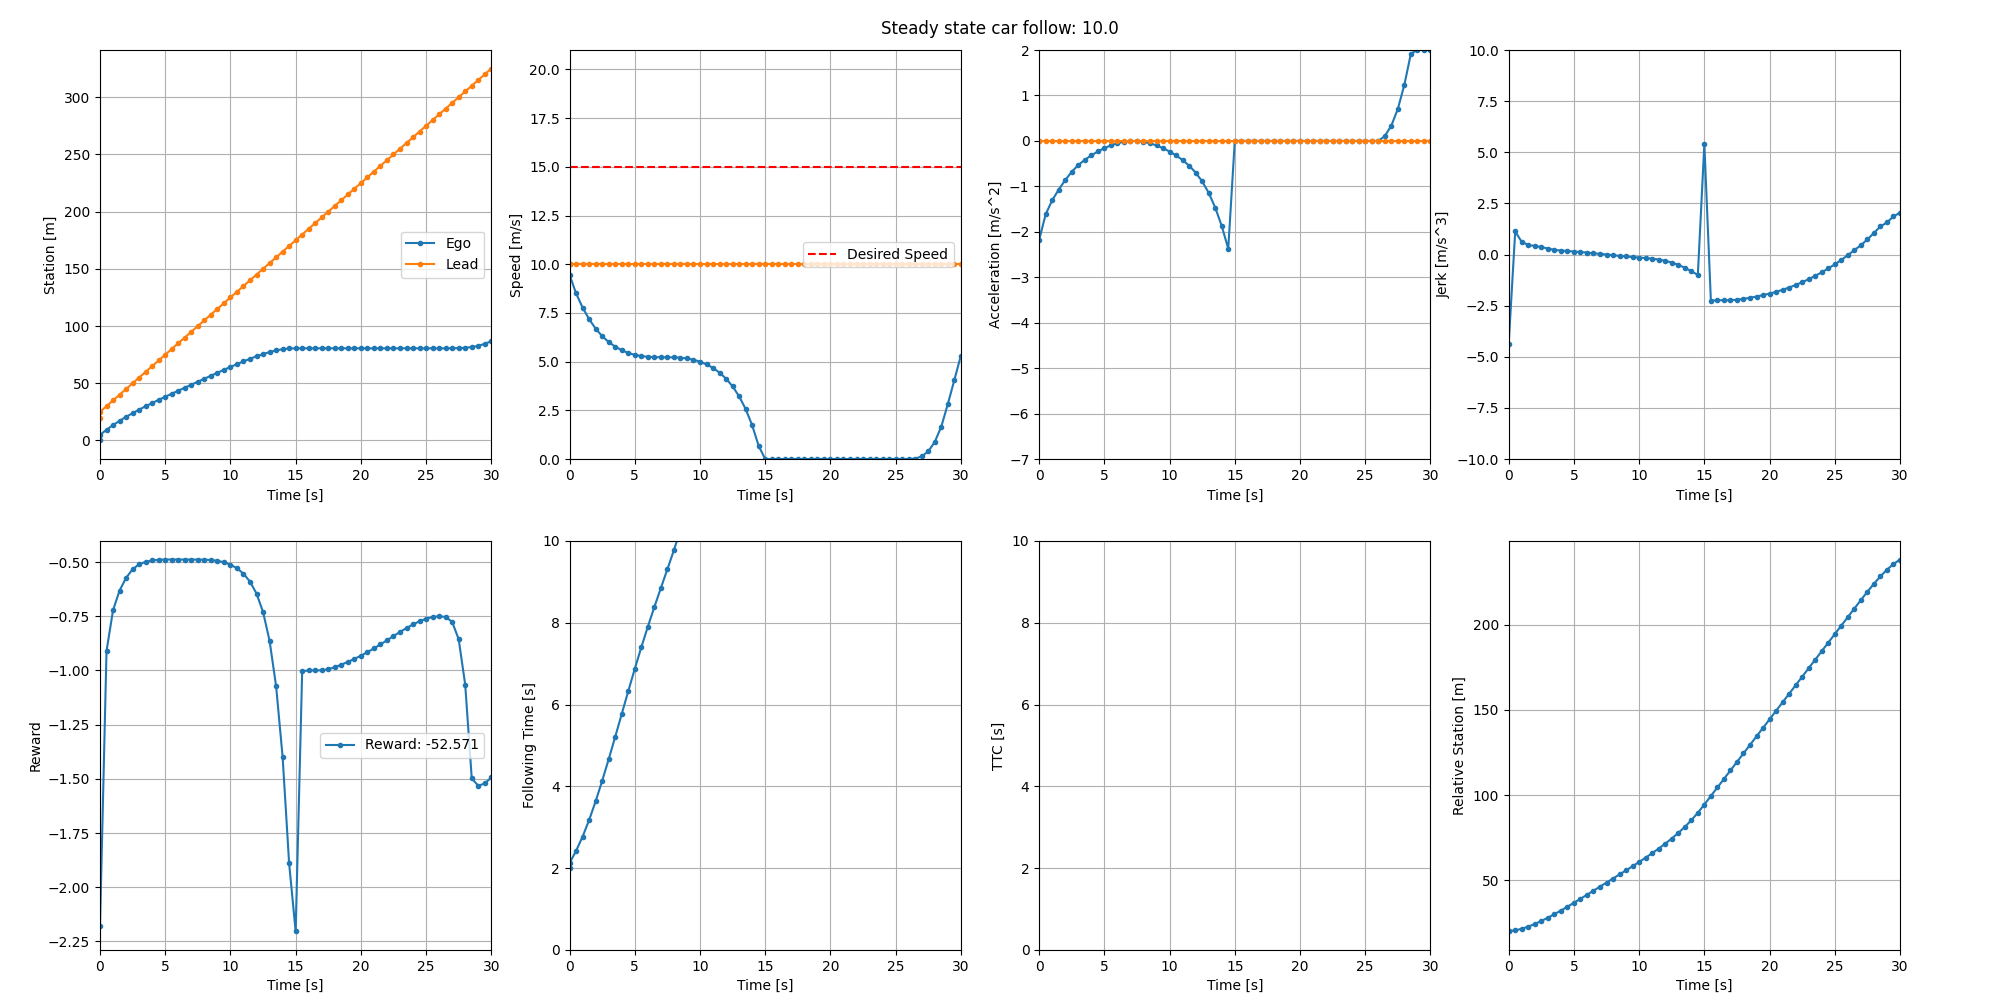 Steady state car follow: 10.0
Station [m]
300
250
200
150
100
50
0
Ego
Lead
0 5 10 15 20 25 30
Time [s]
Speed [m/s]
20.0
17.5
15.0
12.5
10.0
7.5
5.0
2.5
0.0
Desired Speed
0 5 10 15 20 25 30
Time [s]
Acceleration [m/s^2]
2
1
0
−1
−2
−3
−4
−5
−6
−7
0 5 10 15 20 25 30
Time [s]
Jerk [m/s^3]
10.0
7.5
5.0
2.5
0.0
−2.5
−5.0
−7.5
−10.0
0 5 10 15 20 25 30
Time [s]
Reward
−0.50
−0.75
−1.00
−1.25
−1.50
−1.75
−2.00
−2.25
Reward: -52.571
0 5 10 15 20 25 30
Time [s]
Following Time [s]
10
8
6
4
2
0
0 5 10 15 20 25 30
Time [s]
TTC [s]
10
8
6
4
2
0
0 5 10 15 20 25 30
Time [s]
Relative Station [m]
200
150
100
50
0 5 10 15 20 25 30
Time [s]